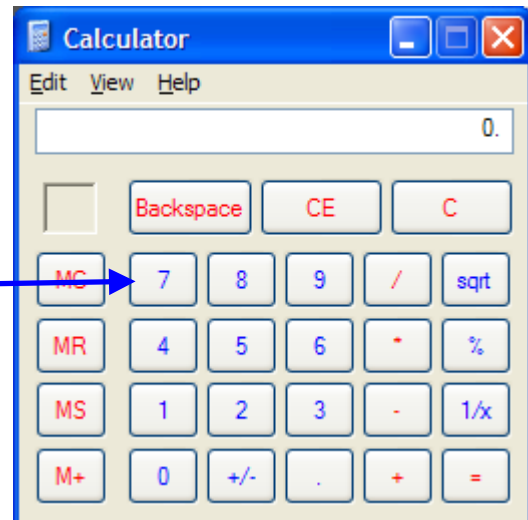 Calculator
Edit View Help
0.
Backspace CE C
MC 7 8 9 / sqrt
MR 4 5 6 * %
MS 1 2 3 - 1/x
M+ 0 +/- . + =